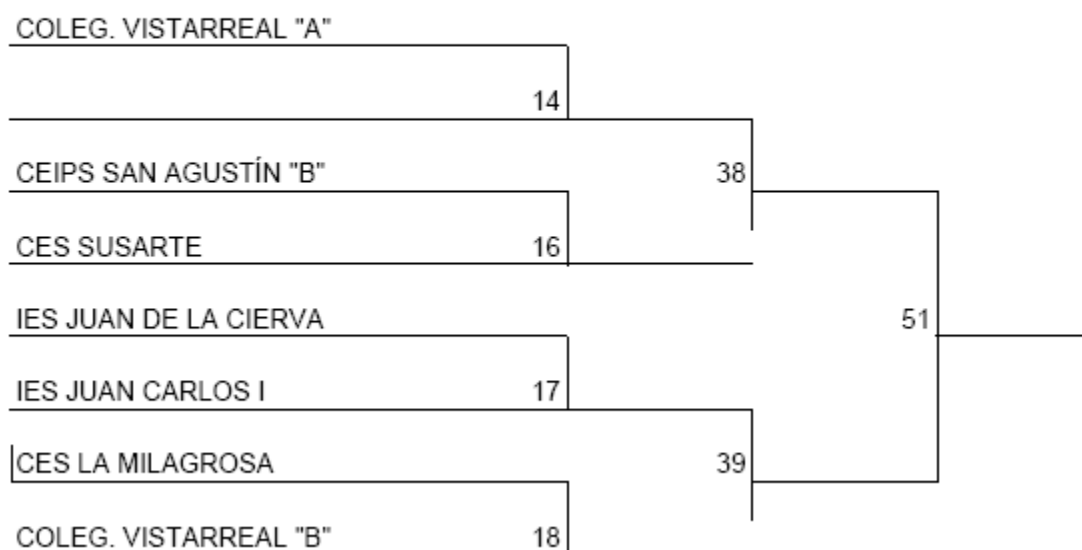 COLEG. VISTARREAL "A"
14
CEIPS SAN AGUSTÍN "B" 38
CES SUSARTE 16
IES JUAN DE LA CIERVA 51
IES JUAN CARLOS I 17
CES LA MILAGROSA 39
COLEG. VISTARREAL "B" 18